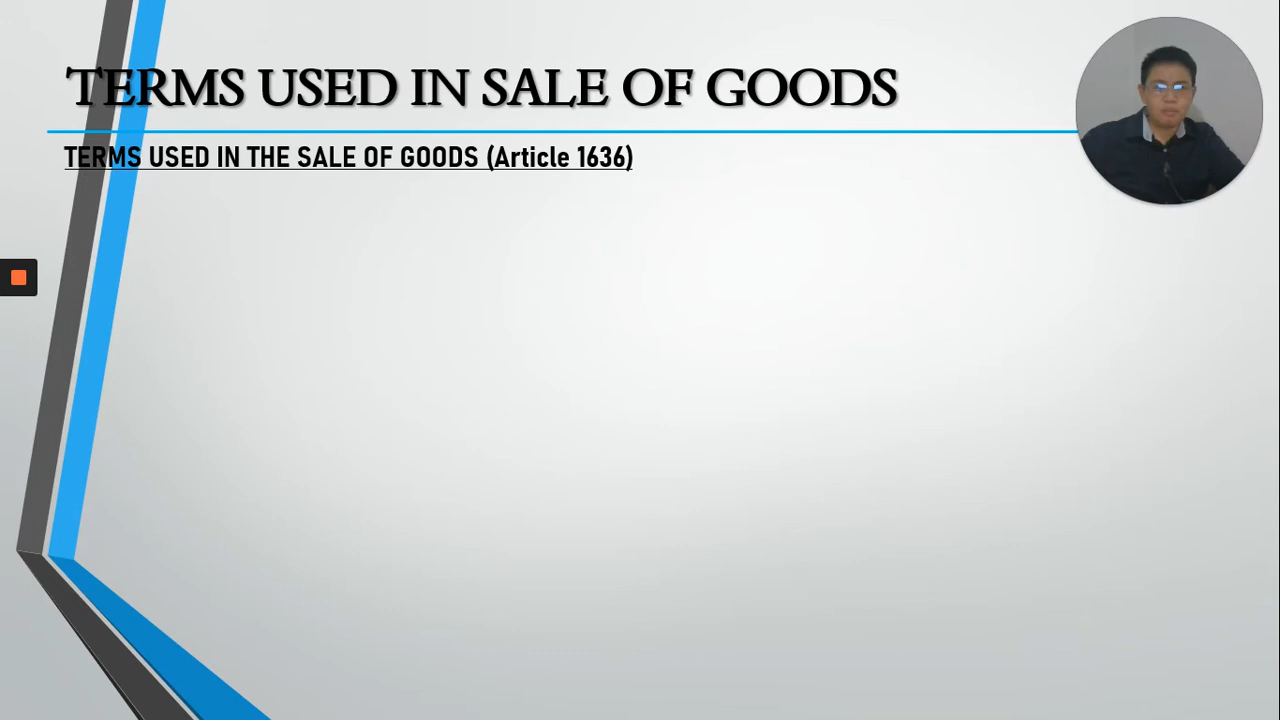 TERMS USED IN SALE OF GOODS
TERMS USED IN THE SALE OF GOODS (Article 1636)